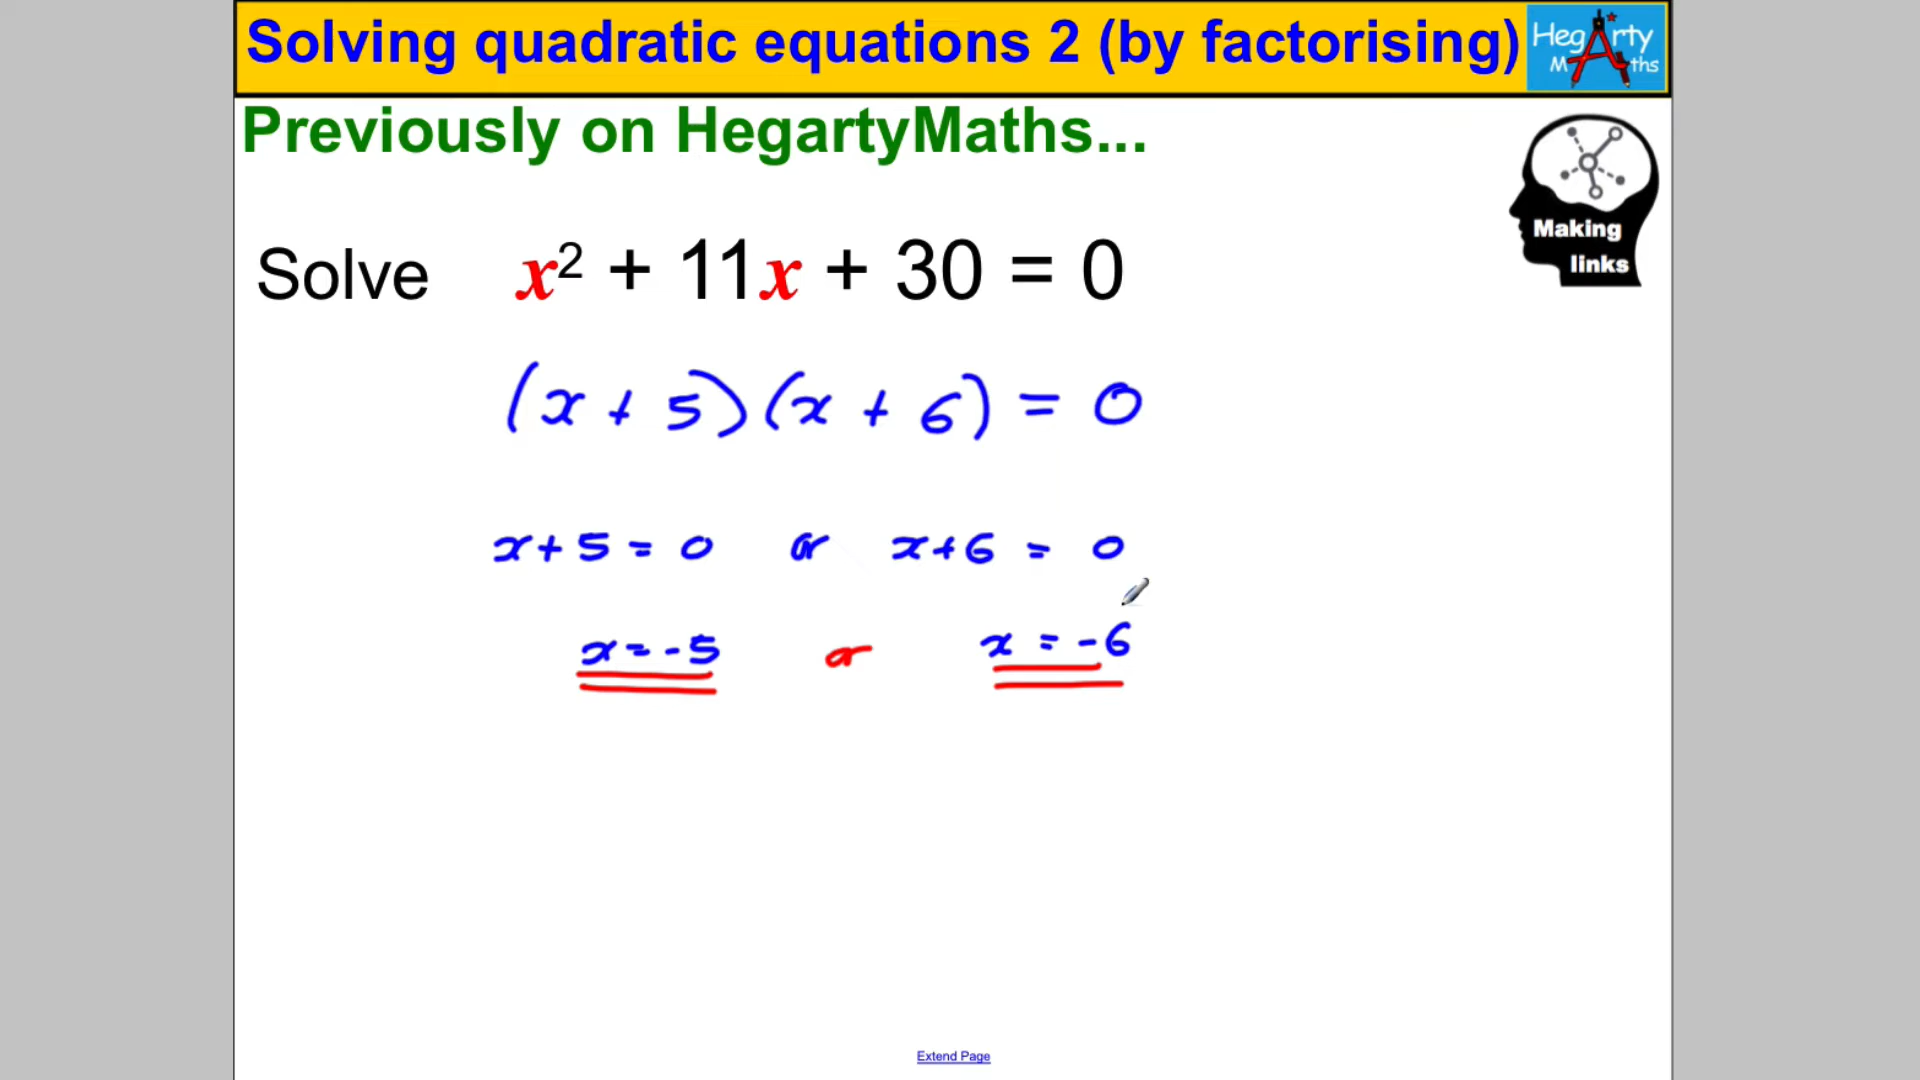 Solving quadratic equations 2 (by factorising)
HegArty
Maths
Previously on HegartyMaths...
Making
links
Solve x² + 11x + 30 = 0
(x + 5)(x + 6) = 0
x+5 = 0 or x+6 = 0
x = -5 or x = -6
Extend Page